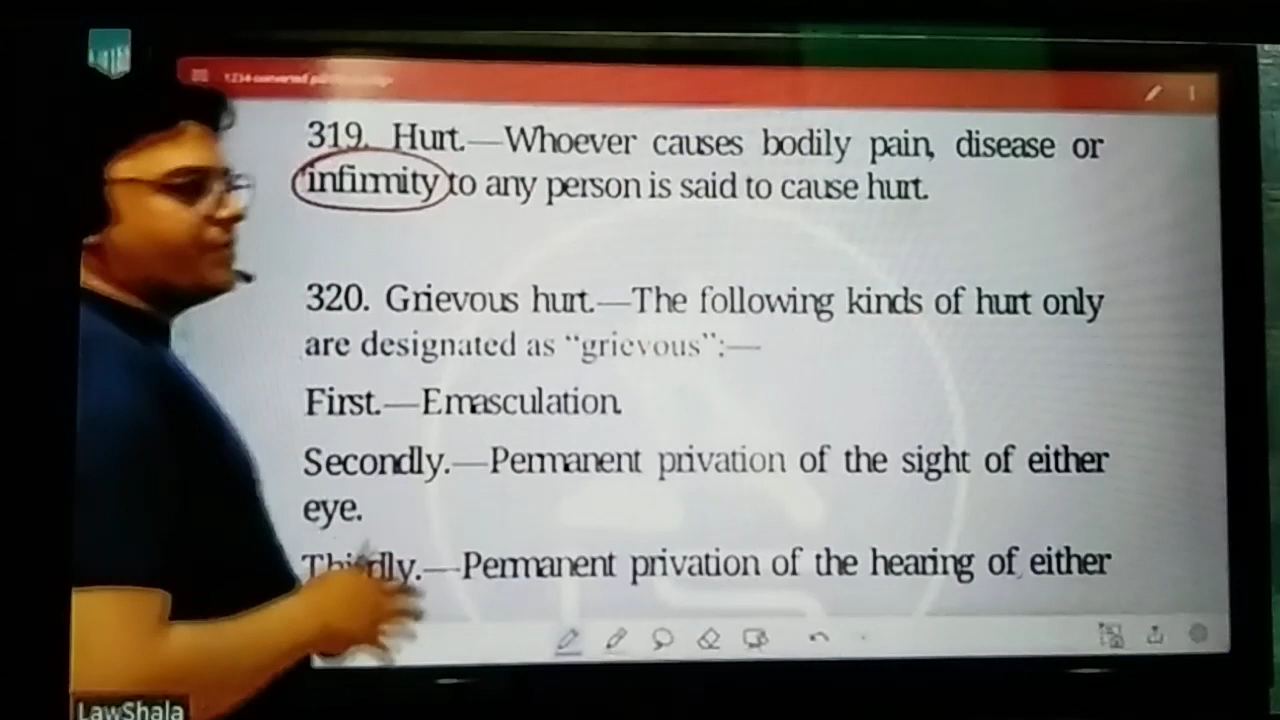 319. Hurt.—Whoever causes bodily pain, disease or
infirmity to any person is said to cause hurt.
320. Grievous hurt.—The following kinds of hurt only
are designated as “grievous”:—
First.—Emasculation.
Secondly.—Permanent privation of the sight of either
eye.
Thirdly.—Permanent privation of the hearing of either
LawShala